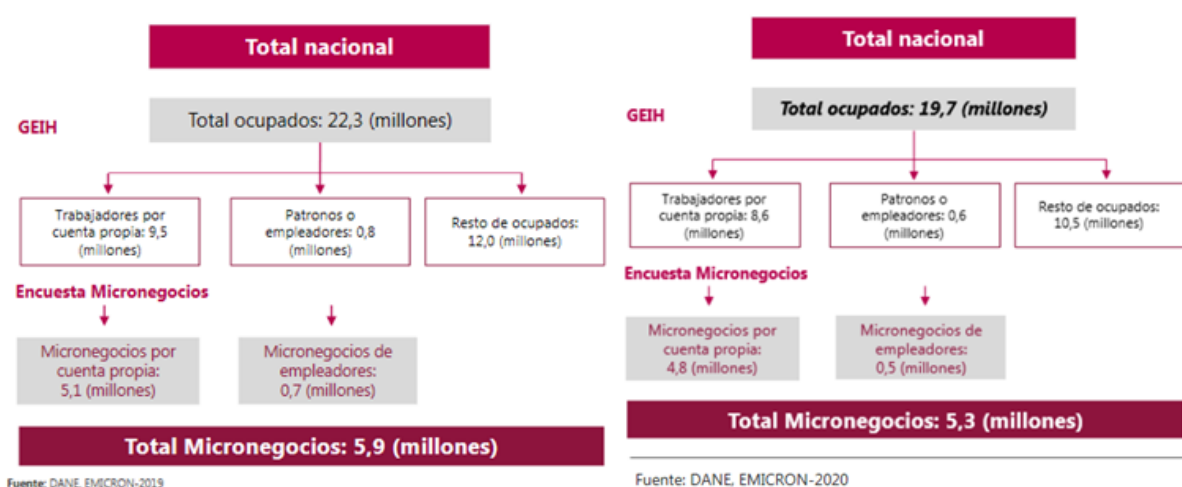 Total nacional
GEIH
Total ocupados: 22,3 (millones)
Trabajadores por
cuenta propia: 9,5
(millones)
Patronos o
empleadores: 0,8
(millones)
Resto de ocupados:
12,0 (millones)
Encuesta Micronegocios
Micronegocios por
cuenta propia:
5,1 (millones)
Micronegocios de
empleadores:
0,7 (millones)
Total Micronegocios: 5,9 (millones)
Fuente: DANE, EMICRON-2019
Total nacional
GEIH
Total ocupados: 19,7 (millones)
Trabajadores por
cuenta propia: 8,6
(millones)
Patronos o
empleadores: 0,6
(millones)
Resto de ocupados:
10,5 (millones)
Encuesta Micronegocios
Micronegocios por
cuenta propia:
4,8 (millones)
Micronegocios de
empleadores:
0,5 (millones)
Total Micronegocios: 5,3 (millones)
Fuente: DANE, EMICRON-2020